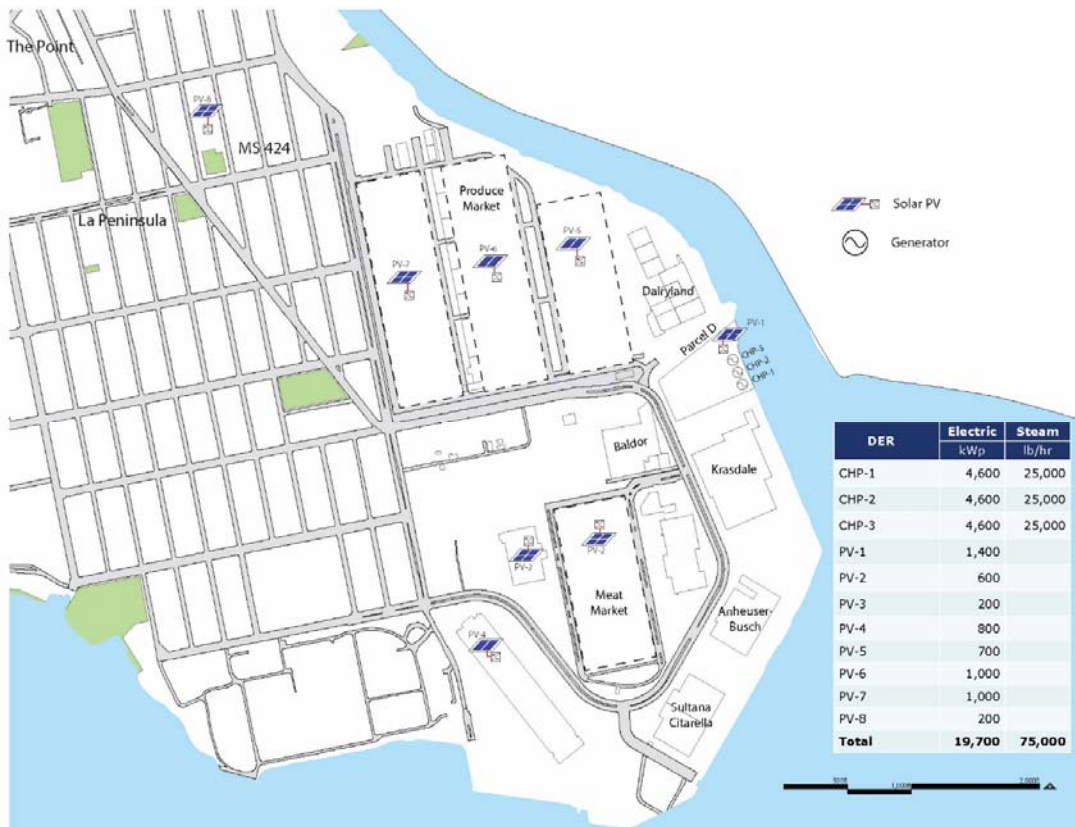 The Point
PV-8
MS 424
La Peninsula
Produce
Market
PV-5
PV-6
PV-7
Dairyland
Parcel D
PV-1
CHP-3
CHP-2
CHP-1
Solar PV
Generator
Baldor
Krasdale
PV-2
PV-3
Meat
Market
PV-4
Anheuser-
Busch
Sultana
Citarella
DER Electric Steam
kWp lb/hr
CHP-1 4,600 25,000
CHP-2 4,600 25,000
CHP-3 4,600 25,000
PV-1 1,400
PV-2 600
PV-3 200
PV-4 800
PV-5 700
PV-6 1,000
PV-7 1,000
PV-8 200
Total 19,700 75,000